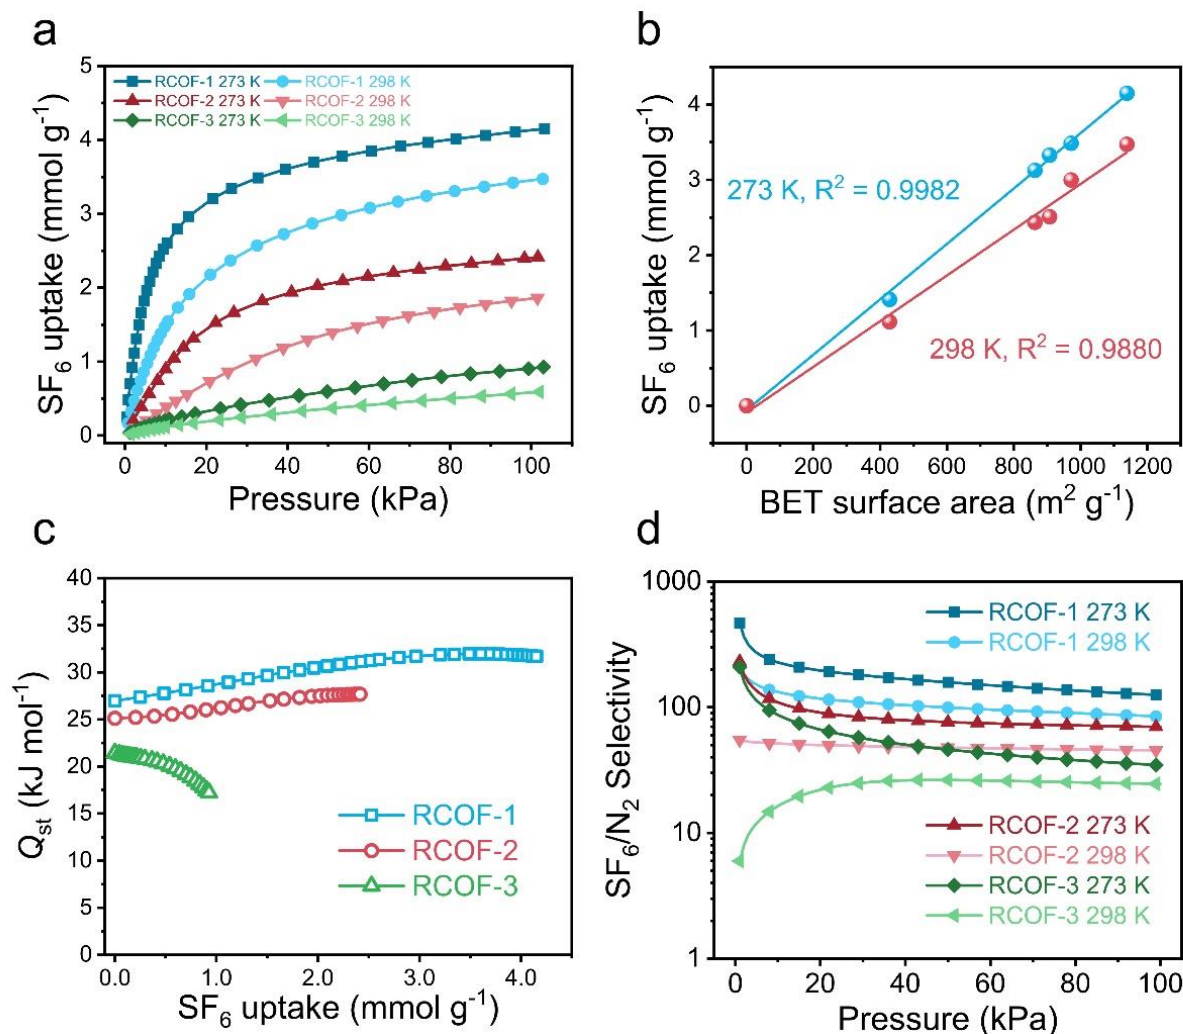 a
SF6 uptake (mmol g-1)
5
4
3
2
1
0
RCOF-1 273 K RCOF-1 298 K
RCOF-2 273 K RCOF-2 298 K
RCOF-3 273 K RCOF-3 298 K
0 20 40 60 80 100
Pressure (kPa)
b
SF6 uptake (mmol g-1)
4
3
2
1
0
273 K, R2 = 0.9982
298 K, R2 = 0.9880
0 200 400 600 800 1000 1200
BET surface area (m2 g-1)
c
Qst (kJ mol-1)
40
35
30
25
20
15
10
5
0
RCOF-1
RCOF-2
RCOF-3
0.0 1.0 2.0 3.0 4.0
SF6 uptake (mmol g-1)
d
SF6/N2 Selectivity
1000
100
10
1
RCOF-1 273 K
RCOF-1 298 K
RCOF-2 273 K
RCOF-2 298 K
RCOF-3 273 K
RCOF-3 298 K
0 20 40 60 80 100
Pressure (kPa)